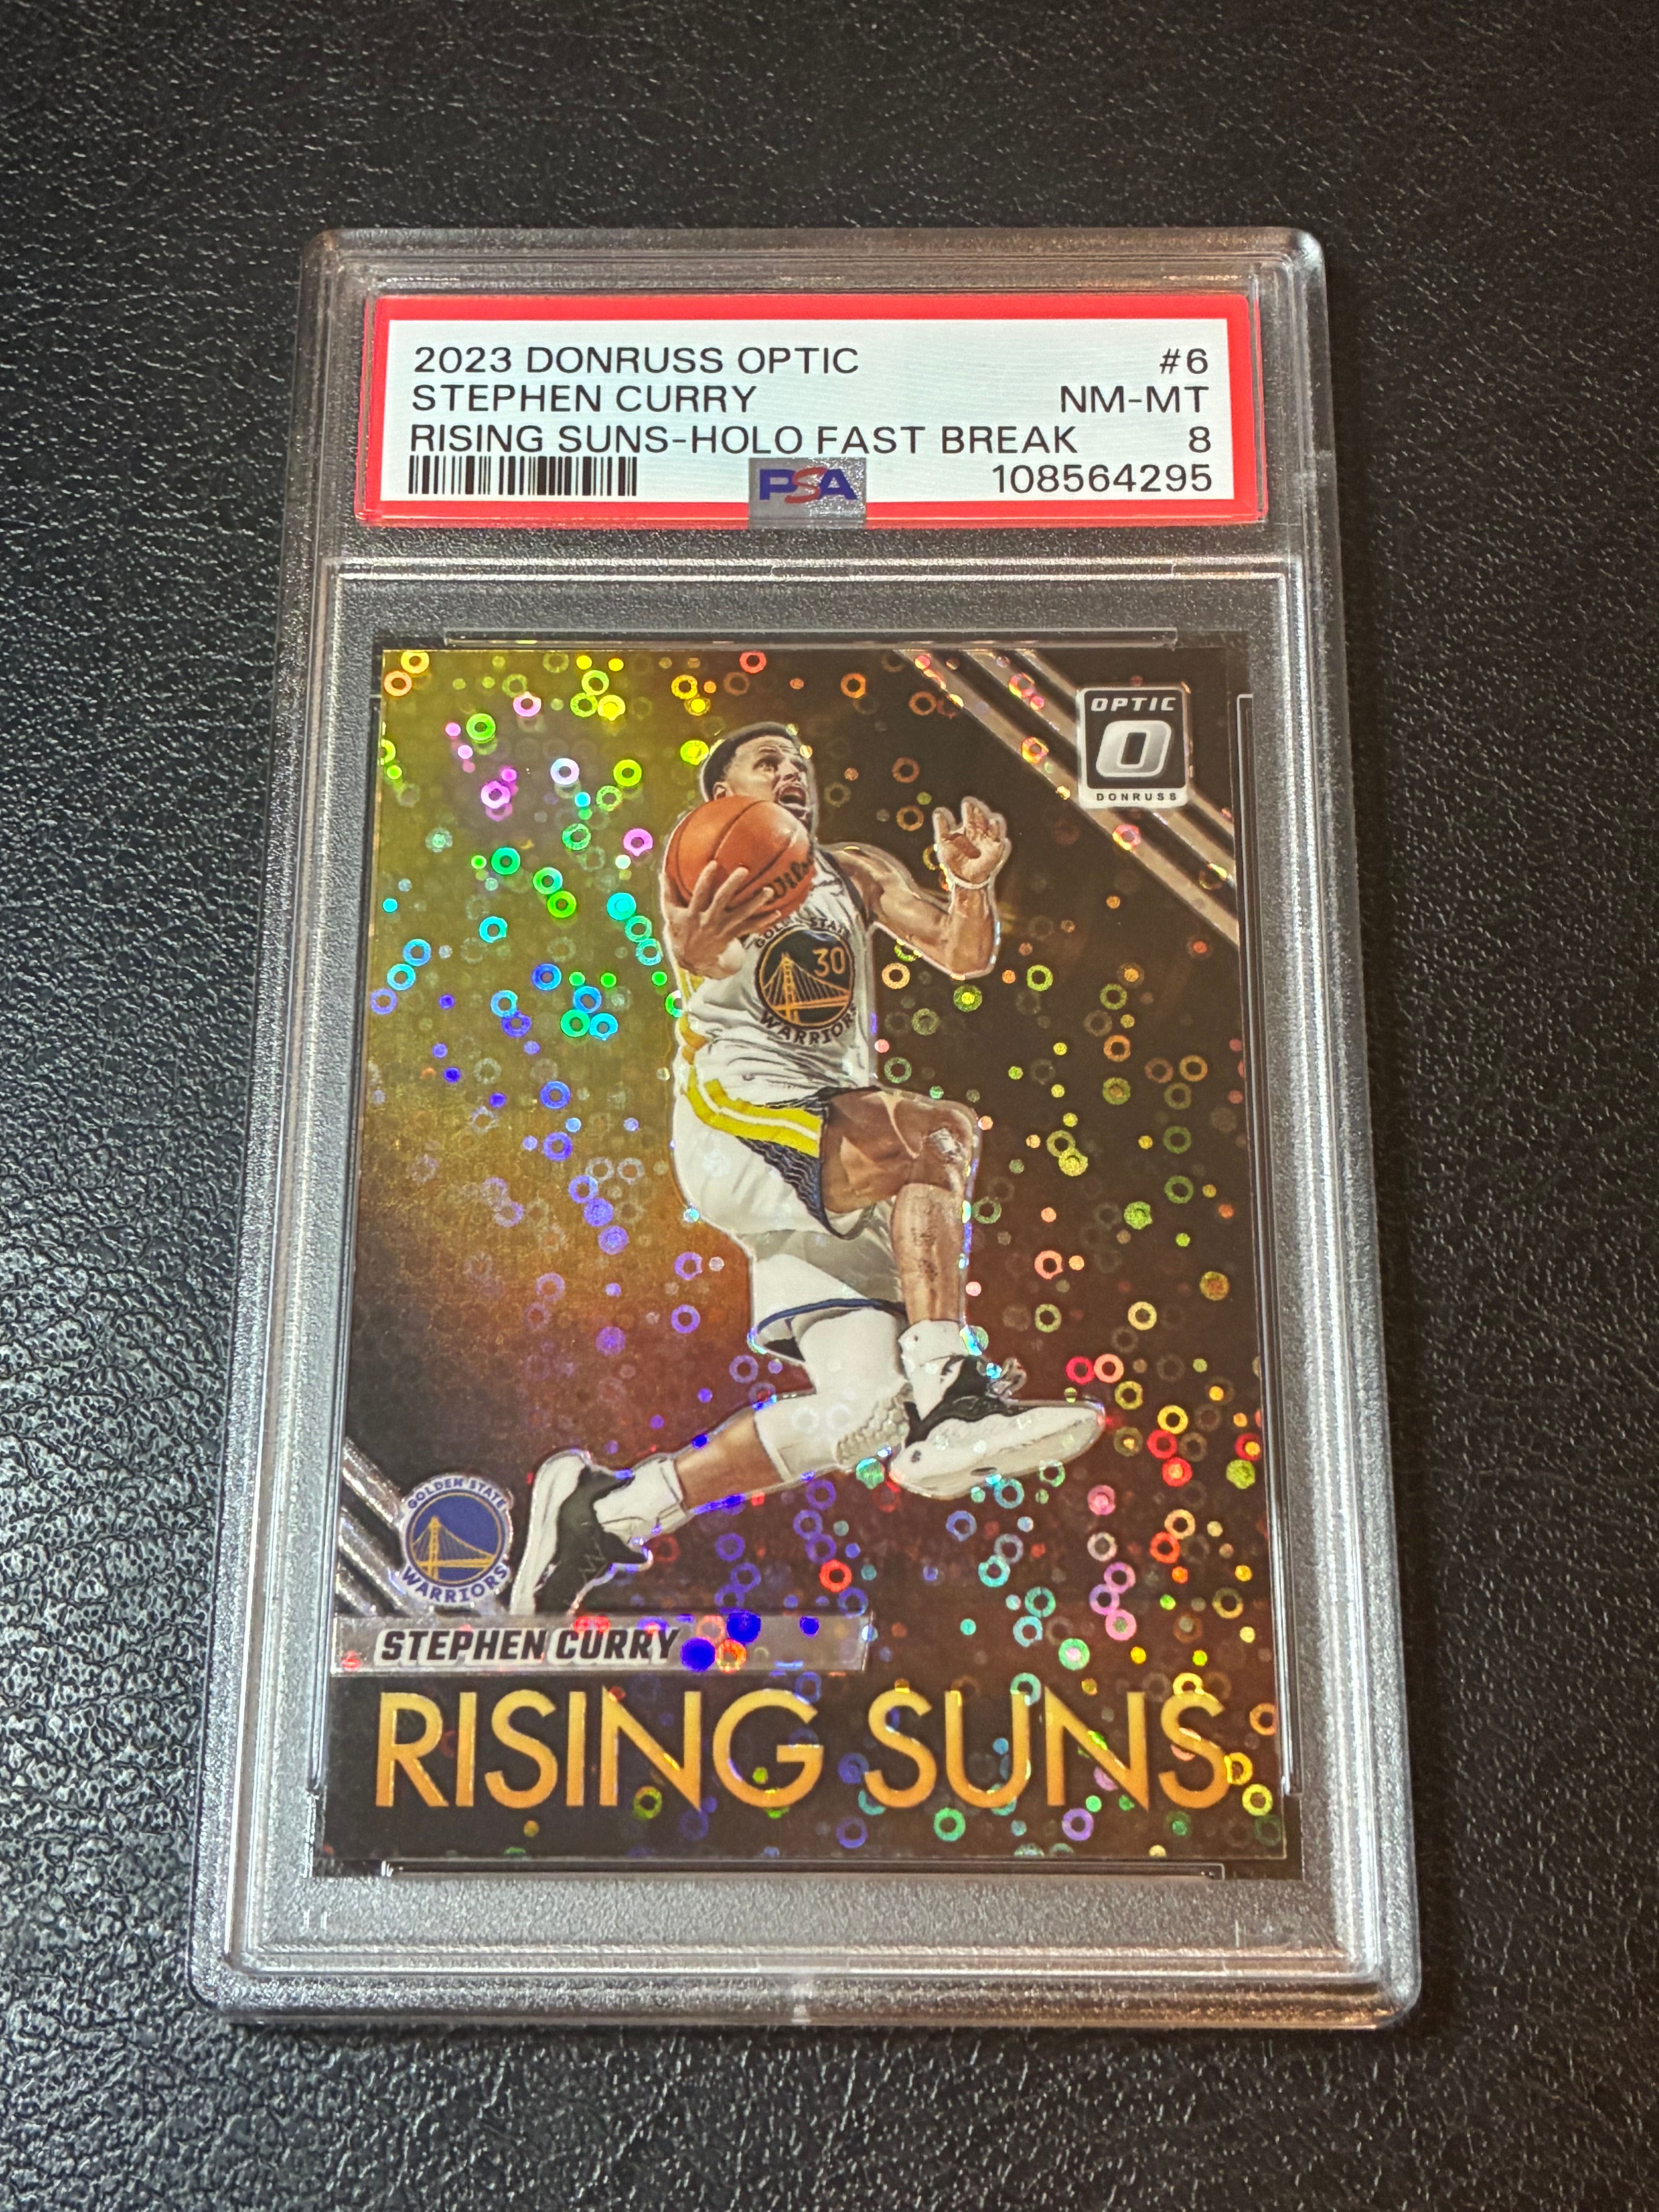 2023 DONRUSS OPTIC #6
STEPHEN CURRY NM-MT
RISING SUNS-HOLO FAST BREAK 8
PSA 108564295
OPTIC
O
DONRUSS
Wilson
GOLDEN STATE
30
WARRIORS
GOLDEN STATE
WARRIORS
STEPHEN CURRY
RISING SUNS